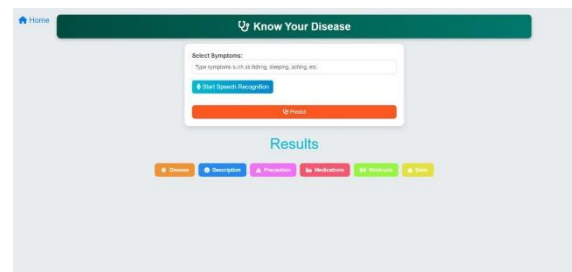 Home
Know Your Disease
Select Symptoms:
Type symptoms such as itching, sleeping, aching, etc.
Start Speech Recognition
Predict
Results
Disease
Description
Precaution
Medications
Workouts
Diets